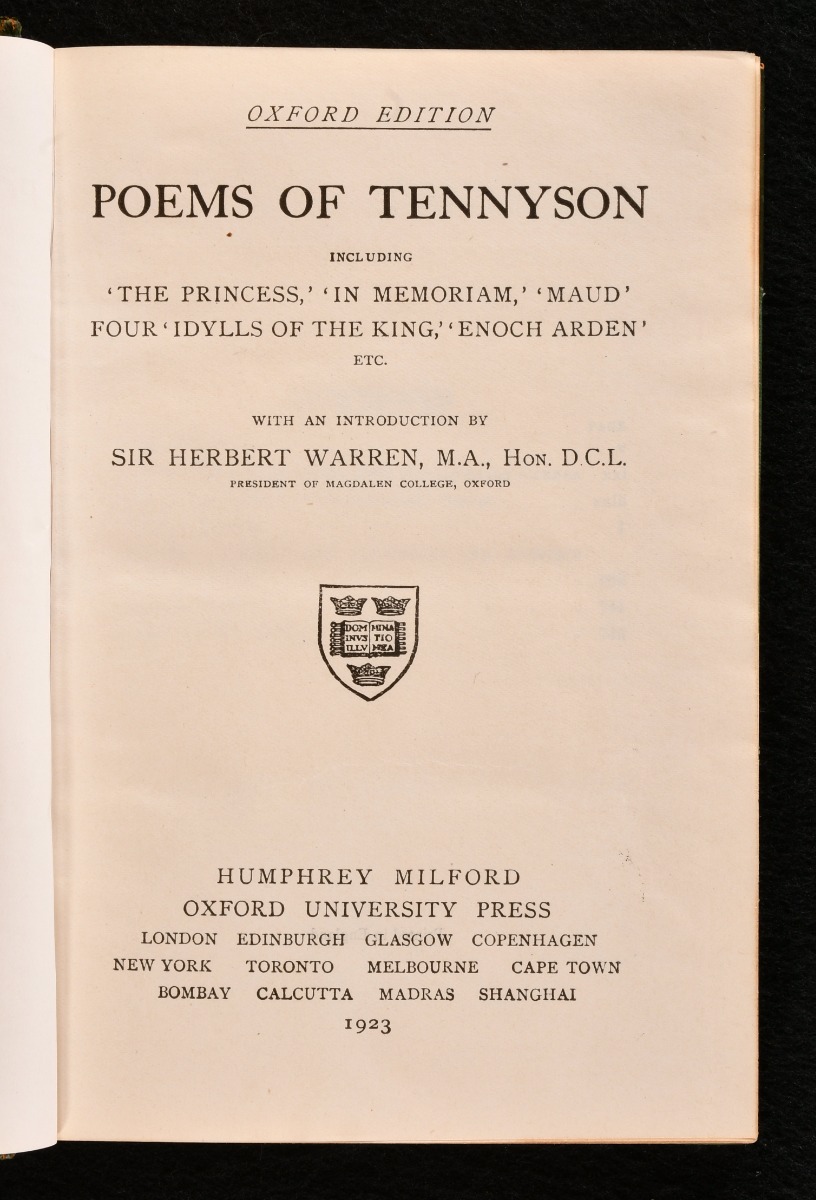 OXFORD EDITION
POEMS OF TENNYSON
INCLUDING
‘THE PRINCESS,’ ‘IN MEMORIAM,’ ‘MAUD’
FOUR ‘IDYLLS OF THE KING,’ ‘ENOCH ARDEN’
ETC.
WITH AN INTRODUCTION BY
SIR HERBERT WARREN, M.A., HON. D.C.L.
PRESIDENT OF MAGDALEN COLLEGE, OXFORD
DOM MINA
INVS TIO
ILLV MEA
HUMPHREY MILFORD
OXFORD UNIVERSITY PRESS
LONDON EDINBURGH GLASGOW COPENHAGEN
NEW YORK TORONTO MELBOURNE CAPE TOWN
BOMBAY CALCUTTA MADRAS SHANGHAI
1923